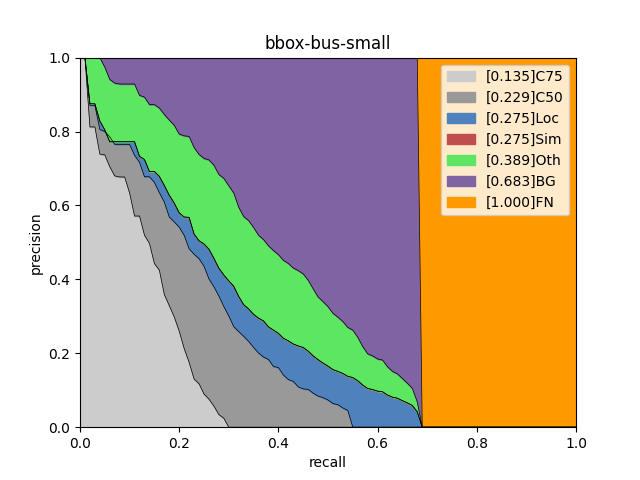 bbox-bus-small
1.0
0.8
0.6
0.4
0.2
0.0
precision
[0.135]C75
[0.229]C50
[0.275]Loc
[0.275]Sim
[0.389]Oth
[0.683]BG
[1.000]FN
0.0 0.2 0.4 0.6 0.8 1.0
recall